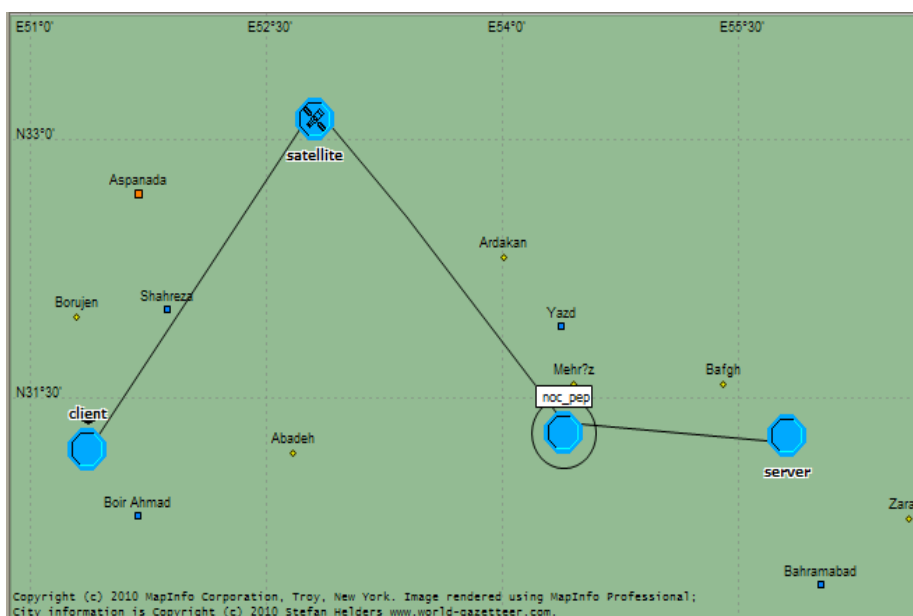 E51°0' E52°30' E54°0' E55°30'
N33°0'
satellite
Aspanada
Ardakan
Borujen Shahreza
Yazd
Mehr?z Bafgh
N31°30'
noc_pep
client
Abadeh
server
Boir Ahmad
Zara
Bahramabad
Copyright (c) 2010 MapInfo Corporation, Troy, New York. Image rendered using MapInfo Professional;
City information is Copyright (c) 2010 Stefan Helders www.world-gazetteer.com.